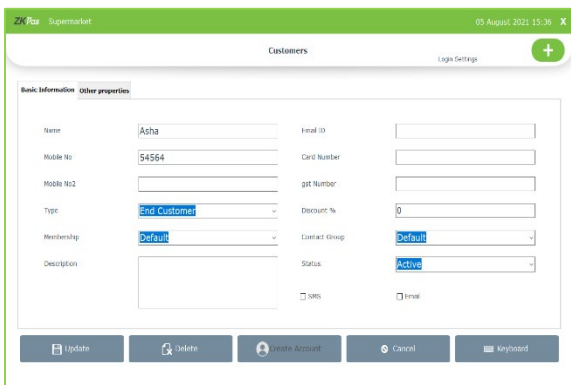 ZKPos Supermarket 05 August 2021 15:36 X
Customers
Login Settings
+
Basic Information Other properties
Name Asha Email ID
Mobile No 54564 Card Number
Mobile No2 gst Number
Type End Customer Discount % 0
Membership Default Contact Group Default
Description Status Active
SMS Email
Update Delete Create Account Cancel Keyboard